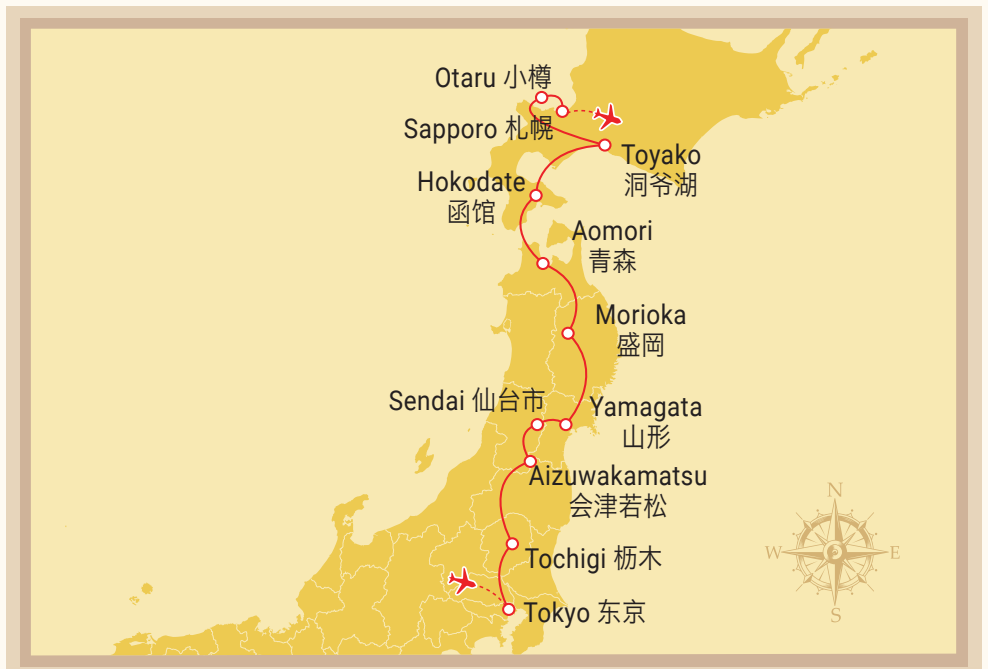 Otaru 小樽
Sapporo 札幌
Toyako
洞爷湖
Hokodate
函馆
Aomori
青森
Morioka
盛岡
Sendai 仙台市
Yamagata
山形
Aizuwakamatsu
会津若松
Tochigi 枥木
Tokyo 东京
N
W
E
S